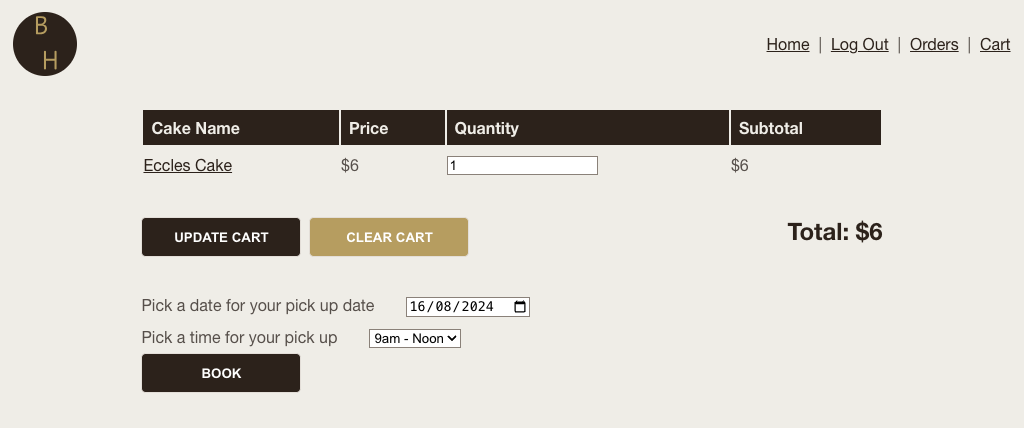 B
H
Home | Log Out | Orders | Cart
Cake Name Price Quantity Subtotal
Eccles Cake $6 1 $6
UPDATE CART CLEAR CART Total: $6
Pick a date for your pick up date 16/08/2024
Pick a time for your pick up 9am - Noon
BOOK